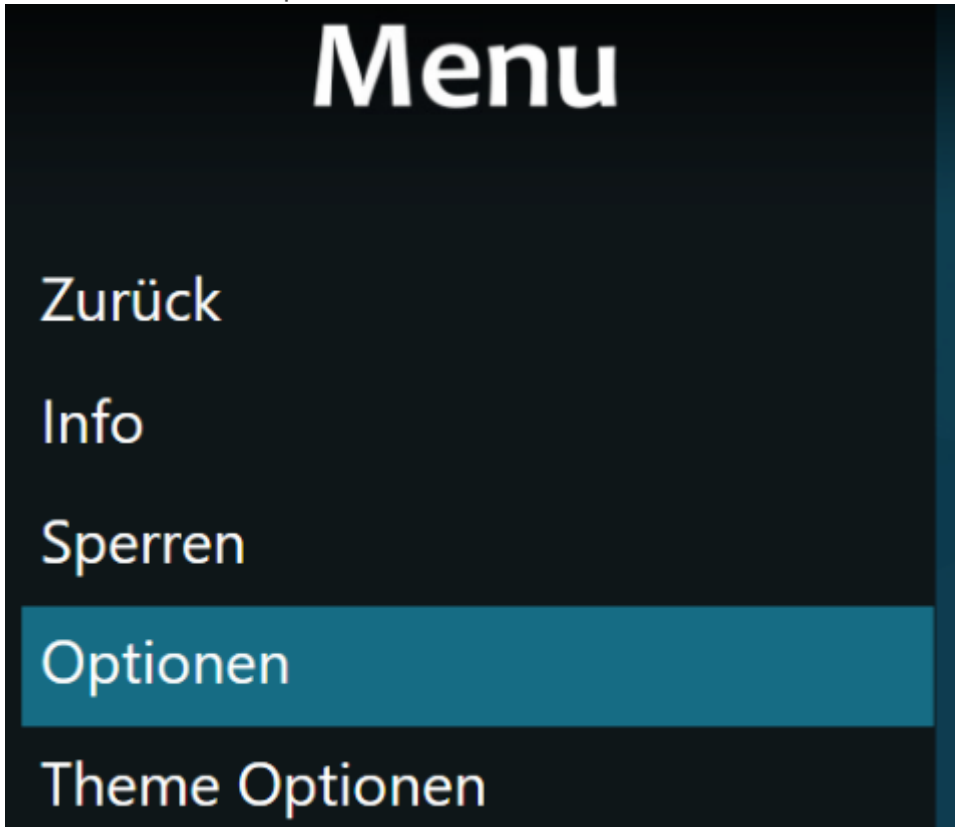 Menu
Zurück
Info
Sperren
Optionen
Theme Optionen